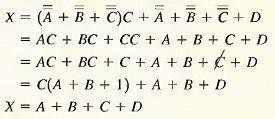 X = (A̿ + B̿ + C̿)C + A̿ + B̿ + C̿ + D
= AC + BC + CC + A + B + C + D
= AC + BC + C + A + B + C̸ + D
= C(A + B + 1) + A + B + D
X = A + B + C + D